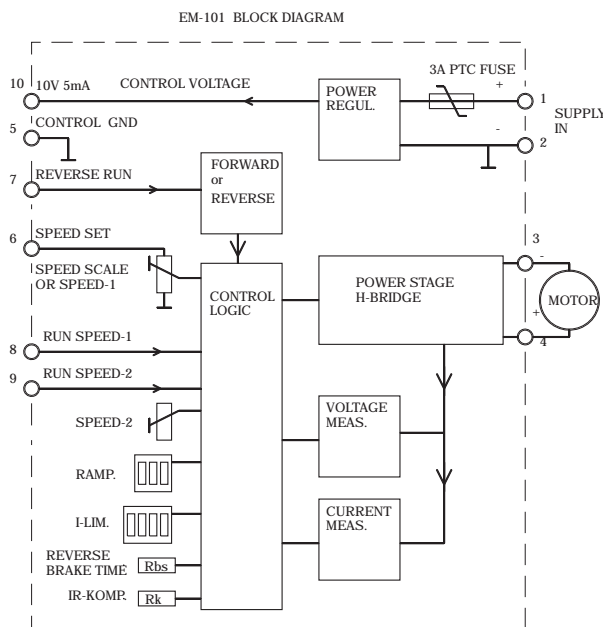 EM-101 BLOCK DIAGRAM
10 10V 5mA
CONTROL VOLTAGE
POWER
REGUL.
3A PTC FUSE
+
1
SUPPLY
IN
-
2
5 CONTROL GND
7 REVERSE RUN
FORWARD
or
REVERSE
6 SPEED SET
SPEED SCALE
OR SPEED-1
CONTROL
LOGIC
POWER STAGE
H-BRIDGE
3
-
MOTOR
+
4
8 RUN SPEED-1
9 RUN SPEED-2
SPEED-2
VOLTAGE
MEAS.
RAMP.
I-LIM.
CURRENT
MEAS.
REVERSE
BRAKE TIME
Rbs
IR-KOMP.
Rk